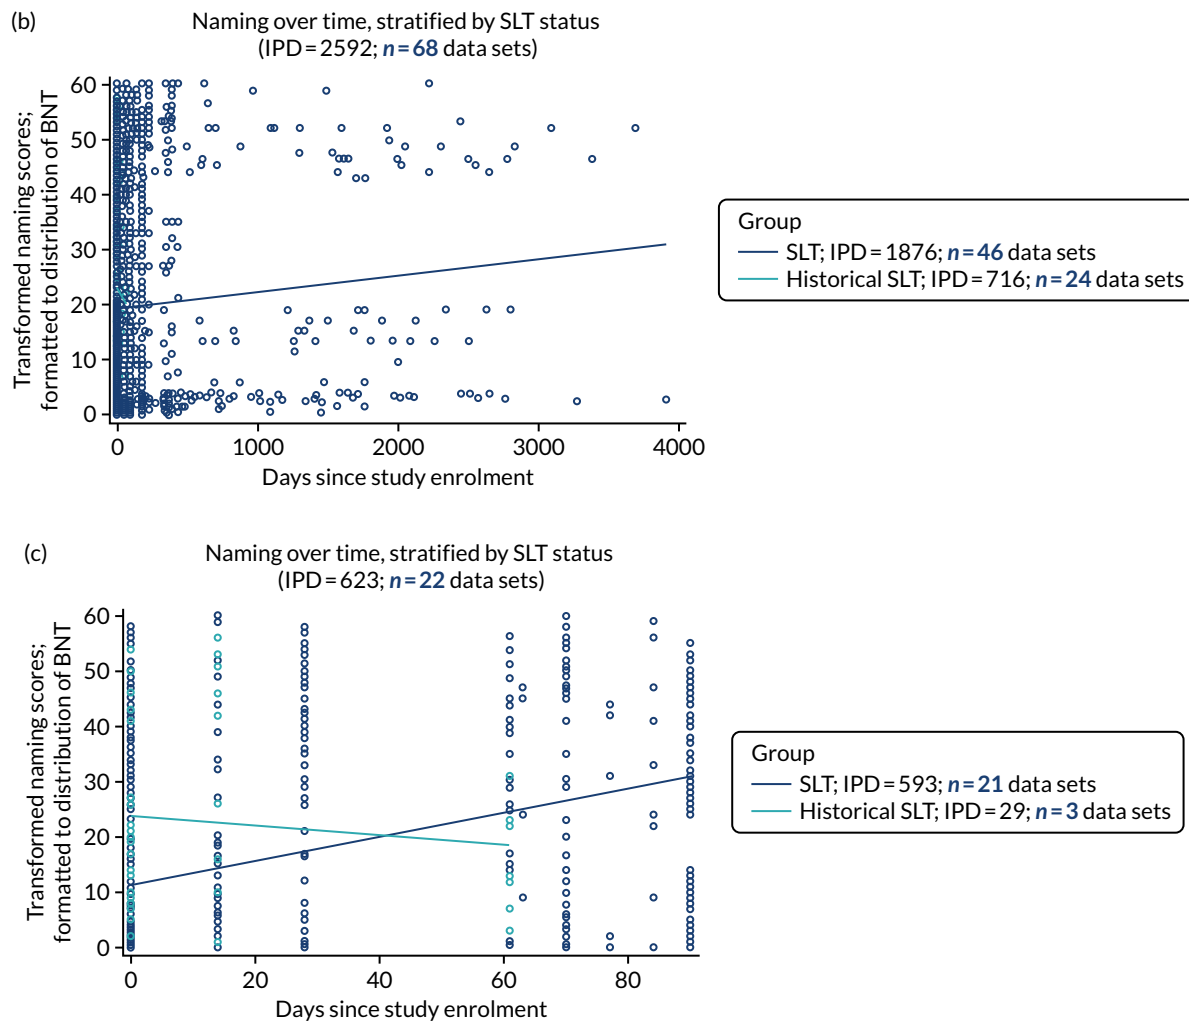 (b)
Naming over time, stratified by SLT status
(IPD = 2592; n = 68 data sets)
Transformed naming scores;
formatted to distribution of BNT
60
50
40
30
20
10
0
0 1000 2000 3000 4000
Days since study enrolment
Group
SLT; IPD = 1876; n = 46 data sets
Historical SLT; IPD = 716; n = 24 data sets
(c)
Naming over time, stratified by SLT status
(IPD = 623; n = 22 data sets)
Transformed naming scores;
formatted to distribution of BNT
60
50
40
30
20
10
0
0 20 40 60 80
Days since study enrolment
Group
SLT; IPD = 593; n = 21 data sets
Historical SLT; IPD = 29; n = 3 data sets